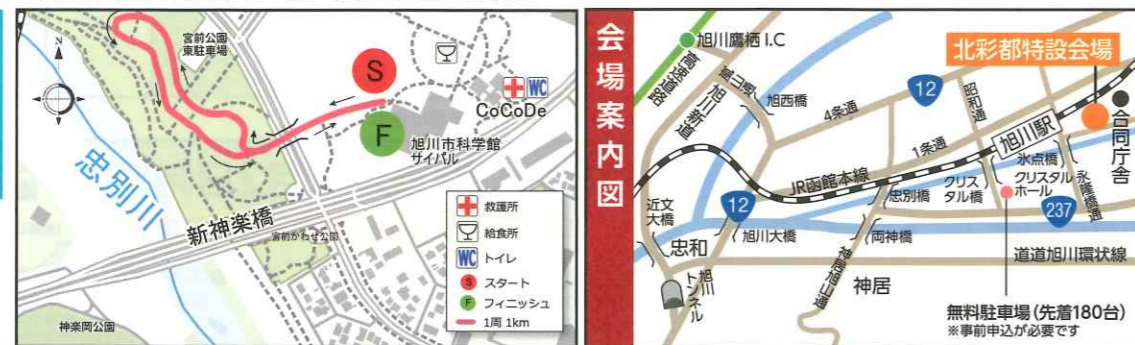 宮前公園
東駐車場
N
S
F
WC
CoCoDe
旭川市科学館
サイパル
忠別川
新神楽橋
宮前かわせ公園
神楽岡公園
救護所
給食所
WC
トイレ
S
スタート
F
フィニッシュ
1周 1km
会場案内図
旭川鷹栖 I.C
高速道路
旭川新道
旭西橋
12
4条通
昭和通
北彩都特設会場
合同庁舎
旭川駅
1条通
JR函館本線
氷点橋
クリスタル
ホール
クリス
タル橋
忠別橋
永隆橋通
237
近文
大橋
12
旭川大橋
両神橋
忠和
道道旭川環状線
旭川
トンネル
神居旭山通
神居
無料駐車場(先着180台)
※事前申込が必要です